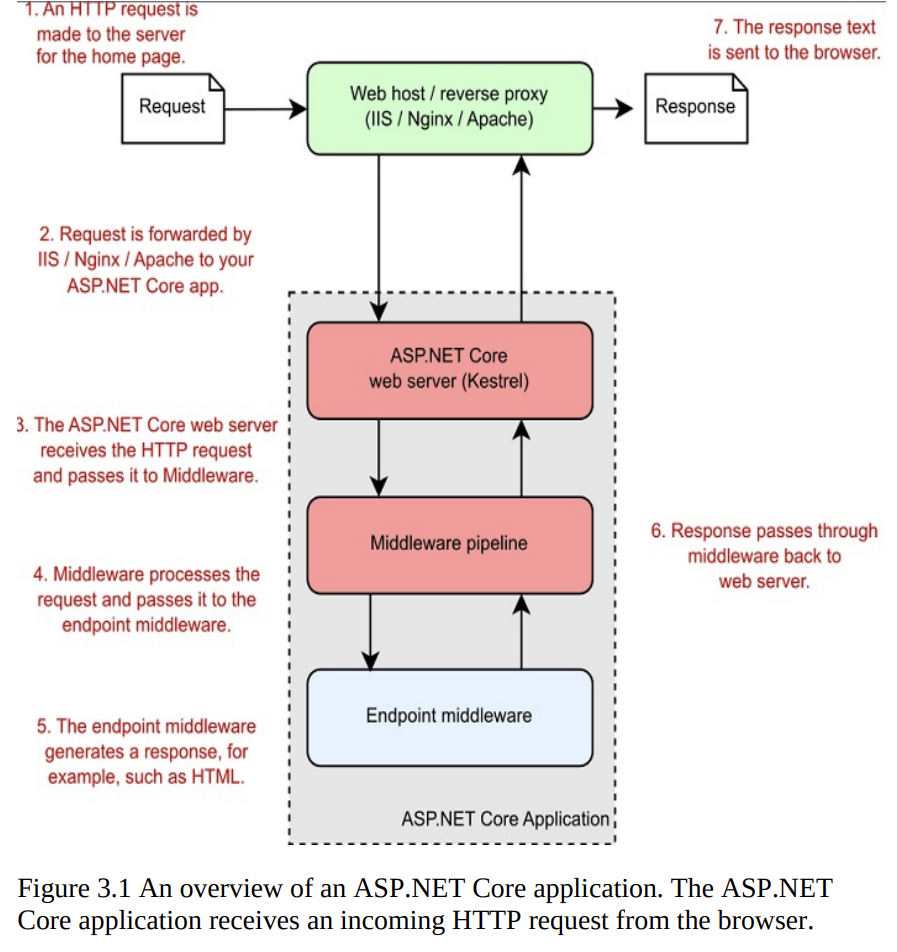 1. An HTTP request is
made to the server
for the home page.
7. The response text
is sent to the browser.
Request
Web host / reverse proxy
(IIS / Nginx / Apache)
Response
2. Request is forwarded by
IIS / Nginx / Apache to your
ASP.NET Core app.
ASP.NET Core
web server (Kestrel)
3. The ASP.NET Core web server
receives the HTTP request
and passes it to Middleware.
Middleware pipeline
6. Response passes through
middleware back to
web server.
4. Middleware processes the
request and passes it to the
endpoint middleware.
Endpoint middleware
5. The endpoint middleware
generates a response, for
example, such as HTML.
ASP.NET Core Application
Figure 3.1 An overview of an ASP.NET Core application. The ASP.NET
Core application receives an incoming HTTP request from the browser.